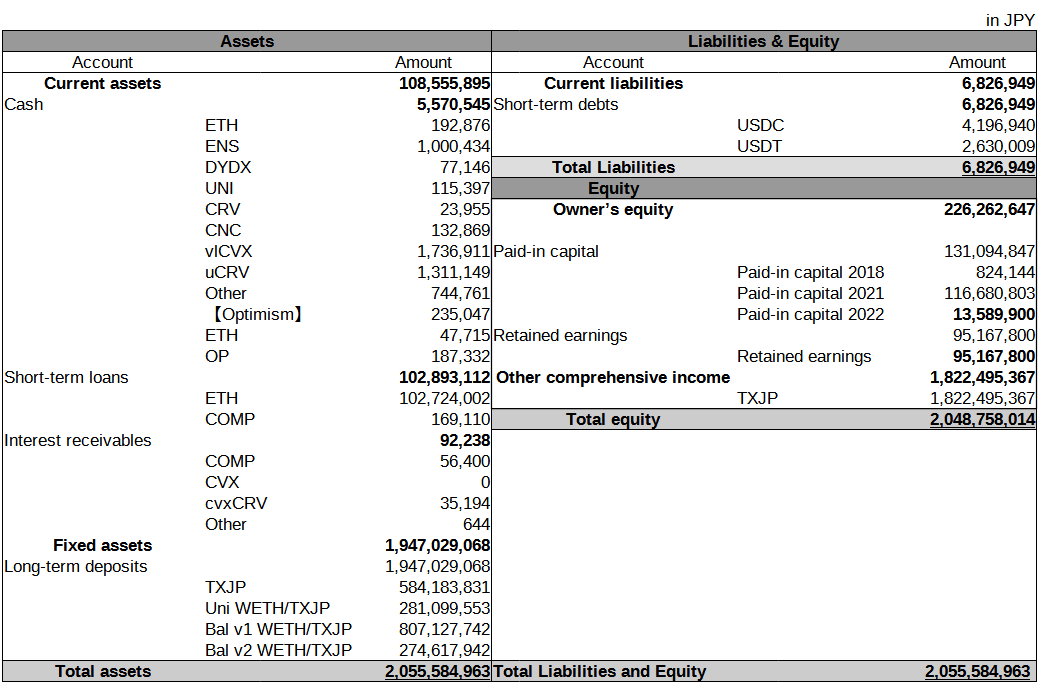 in JPY
Assets Liabilities & Equity
Account Amount Account Amount
Current assets 108,555,895 Current liabilities 6,826,949
Cash 5,570,545 Short-term debts 6,826,949
ETH 192,876 USDC 4,196,940
ENS 1,000,434 USDT 2,630,009
DYDX 77,146 Total Liabilities 6,826,949
UNI 115,397 Equity
CRV 23,955 Owner’s equity 226,262,647
CNC 132,869
vlCVX 1,736,911 Paid-in capital 131,094,847
uCRV 1,311,149 Paid-in capital 2018 824,144
Other 744,761 Paid-in capital 2021 116,680,803
【Optimism】 235,047 Paid-in capital 2022 13,589,900
ETH 47,715 Retained earnings 95,167,800
OP 187,332 Retained earnings 95,167,800
Short-term loans 102,893,112 Other comprehensive income 1,822,495,367
ETH 102,724,002 TXJP 1,822,495,367
COMP 169,110 Total equity 2,048,758,014
Interest receivables 92,238
COMP 56,400
CVX 0
cvxCRV 35,194
Other 644
Fixed assets 1,947,029,068
Long-term deposits 1,947,029,068
TXJP 584,183,831
Uni WETH/TXJP 281,099,553
Bal v1 WETH/TXJP 807,127,742
Bal v2 WETH/TXJP 274,617,942
Total assets 2,055,584,963 Total Liabilities and Equity 2,055,584,963